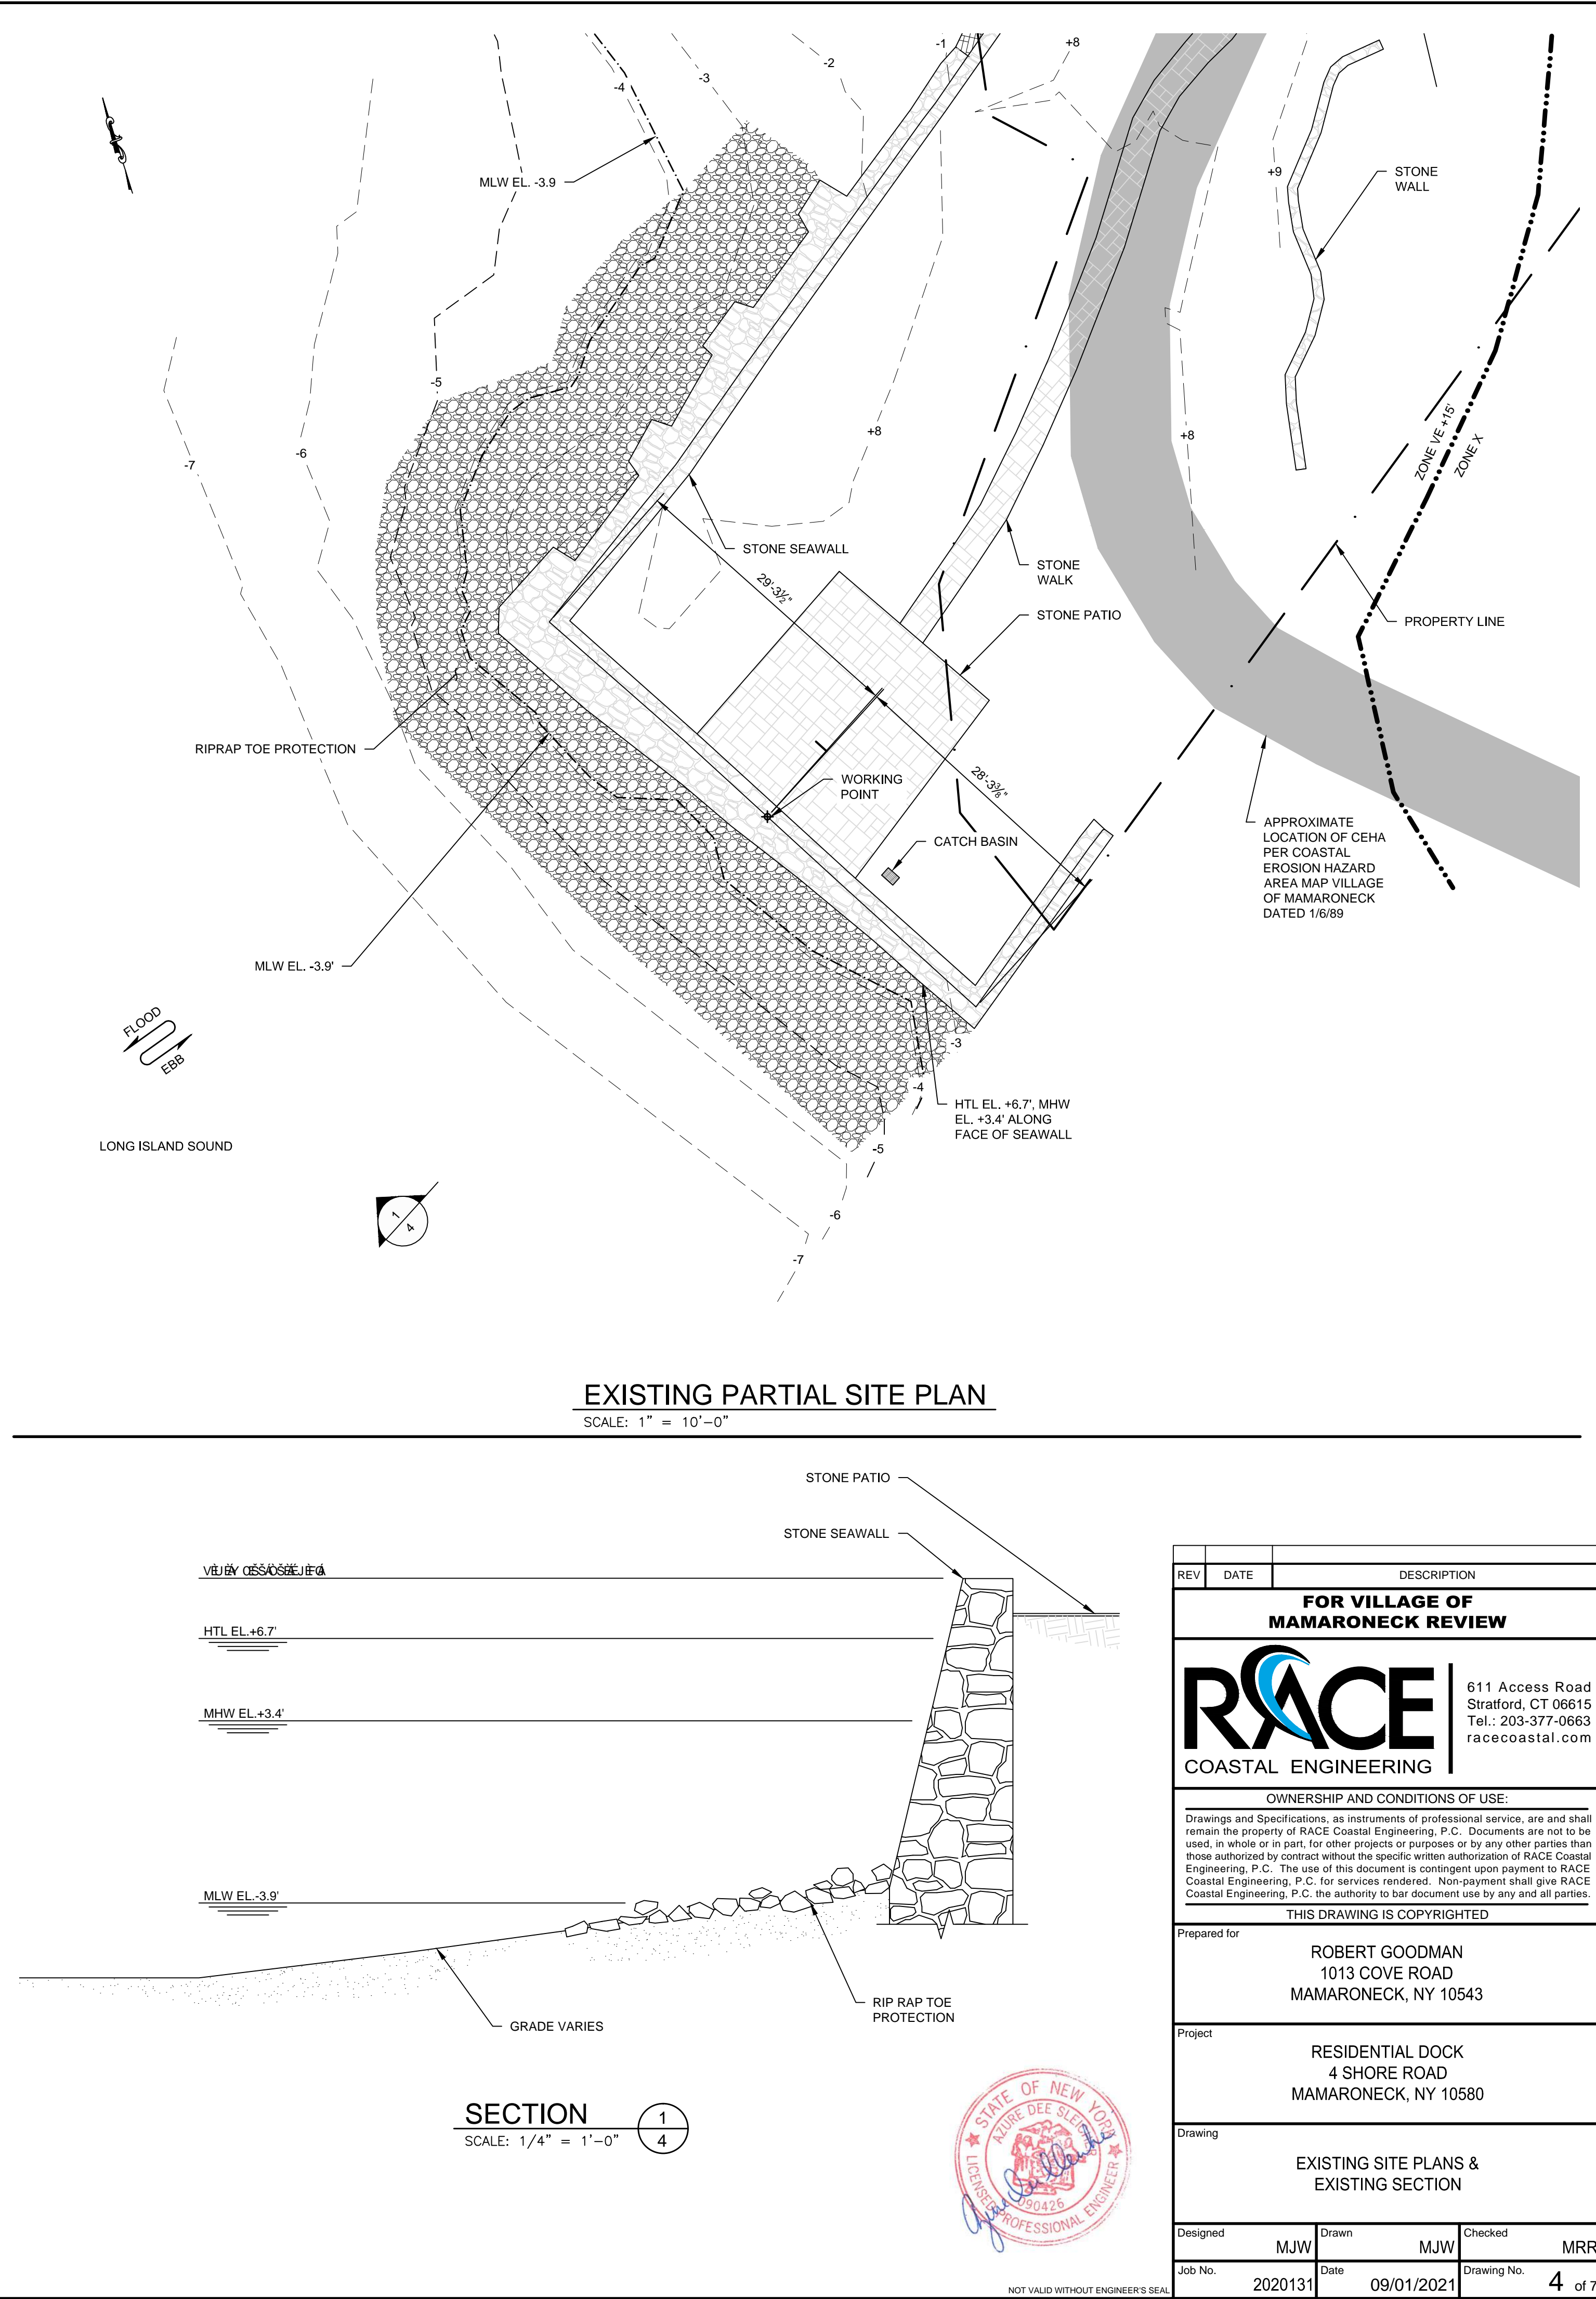 -1
+8
-2
-3
-4
MLW EL. -3.9
+9
STONE
WALL
-5
-6
-7
+8
+8
ZONE VE +15'
ZONE X
STONE SEAWALL
29'-3½"
STONE
WALK
STONE PATIO
PROPERTY LINE
RIPRAP TOE PROTECTION
WORKING
POINT
28'-3⅜"
CATCH BASIN
APPROXIMATE
LOCATION OF CEHA
PER COASTAL
EROSION HAZARD
AREA MAP VILLAGE
OF MAMARONECK
DATED 1/6/89
MLW EL. -3.9'
FLOOD
EBB
-3
-4
HTL EL. +6.7', MHW
EL. +3.4' ALONG
FACE OF SEAWALL
LONG ISLAND SOUND
-5
-6
-7
1
4
EXISTING PARTIAL SITE PLAN
SCALE: 1" = 10'-0"
STONE PATIO
STONE SEAWALL
HTL EL.+6.7'
MHW EL.+3.4'
MLW EL.-3.9'
RIP RAP TOE
PROTECTION
GRADE VARIES
SECTION
1
4
SCALE: 1/4" = 1'-0"
STATE OF NEW YORK
AZURE DEE SLEICHER
090426
LICENSED PROFESSIONAL ENGINEER
NOT VALID WITHOUT ENGINEER'S SEAL
REV DATE DESCRIPTION
FOR VILLAGE OF
MAMARONECK REVIEW
RACE
COASTAL ENGINEERING
611 Access Road
Stratford, CT 06615
Tel.: 203-377-0663
racecoastal.com
OWNERSHIP AND CONDITIONS OF USE:
Drawings and Specifications, as instruments of professional service, are and shall
remain the property of RACE Coastal Engineering, P.C. Documents are not to be
used, in whole or in part, for other projects or purposes or by any other parties than
those authorized by contract without the specific written authorization of RACE Coastal
Engineering, P.C. The use of this document is contingent upon payment to RACE
Coastal Engineering, P.C. for services rendered. Non-payment shall give RACE
Coastal Engineering, P.C. the authority to bar document use by any and all parties.
THIS DRAWING IS COPYRIGHTED
Prepared for
ROBERT GOODMAN
1013 COVE ROAD
MAMARONECK, NY 10543
Project
RESIDENTIAL DOCK
4 SHORE ROAD
MAMARONECK, NY 10580
Drawing
EXISTING SITE PLANS &
EXISTING SECTION
Designed MJW Drawn MJW Checked MRR
Job No. 2020131 Date 09/01/2021 Drawing No. 4 of 7